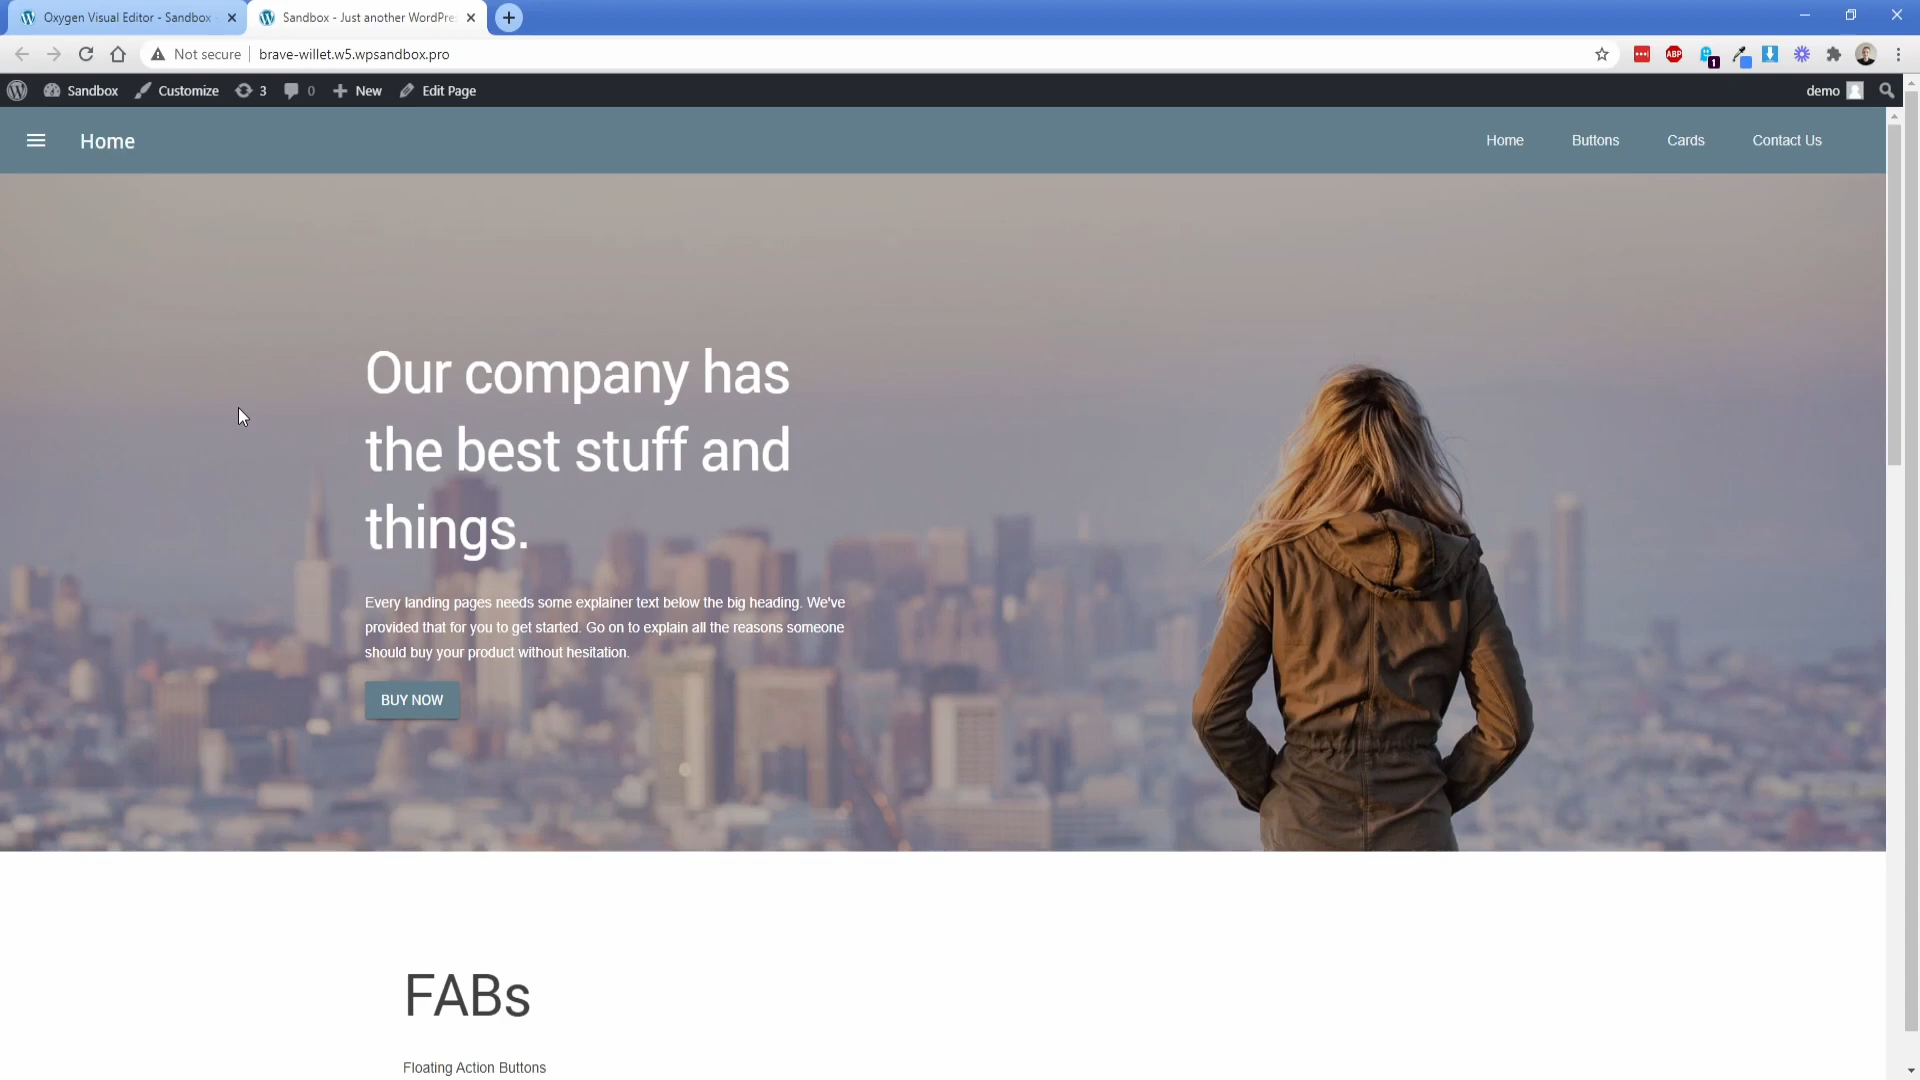 Oxygen Visual Editor - Sandbox
Sandbox - Just another WordPre
Not secure
brave-willet.w5.wpsandbox.pro
ABP
1
Sandbox
Customize
3
0
New
Edit Page
demo
Home
Home
Buttons
Cards
Contact Us
Our company has
the best stuff and
things.
Every landing pages needs some explainer text below the big heading. We've
provided that for you to get started. Go on to explain all the reasons someone
should buy your product without hesitation.
BUY NOW
FABs
Floating Action Buttons